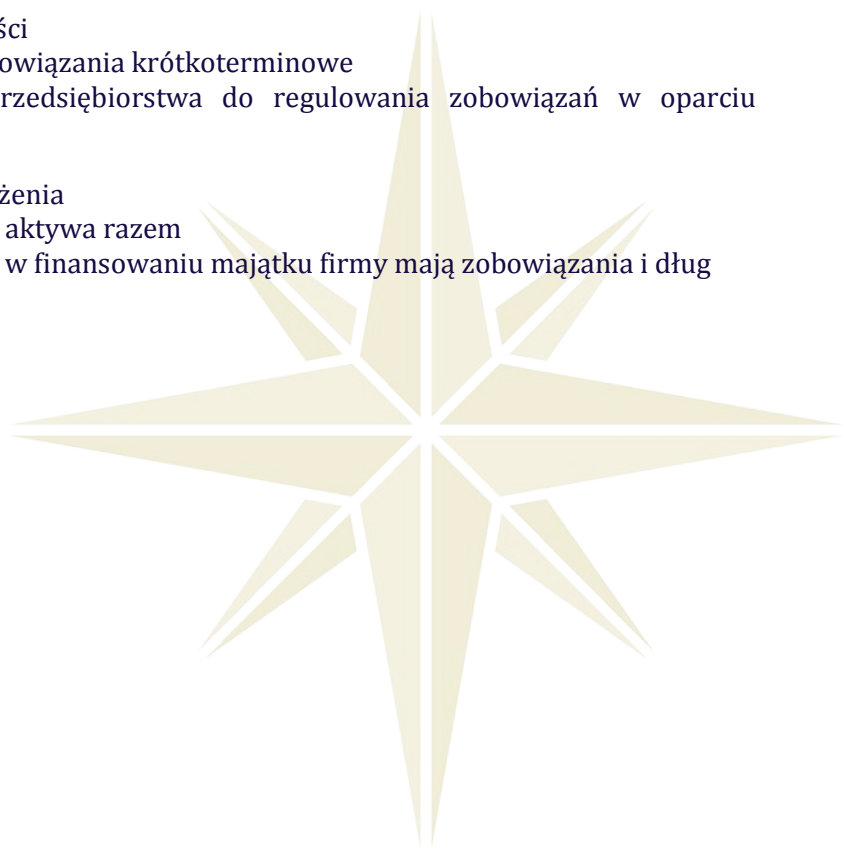 ści
owiązania krótkoterminowe
rzedsiębiorstwa do regulowania zobowiązań w oparciu
żenia
aktywa razem
w finansowaniu majątku firmy mają zobowiązania i dług